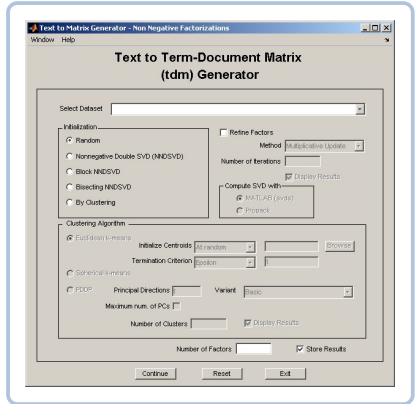 Text to Matrix Generator - Non Negative Factorizations
Window Help
Text to Term-Document Matrix
(tdm) Generator
Select Dataset
Initialization
Random
Nonnegative Double SVD (NNDSVD)
Block NNDSVD
Bisecting NNDSVD
By Clustering
Refine Factors
Method Multiplicative Update
Number of Iterations
Display Results
Compute SVD with
MATLAB (svds)
Propack
Clustering Algorithm
Euclidean k-means
Initialize Centroids At random Browse
Termination Criterion Epsilon 1
Spherical k-means
PDDP Principal Directions 1 Variant Basic
Maximum num. of PCs
Number of Clusters Display Results
Number of Factors Store Results
Continue Reset Exit